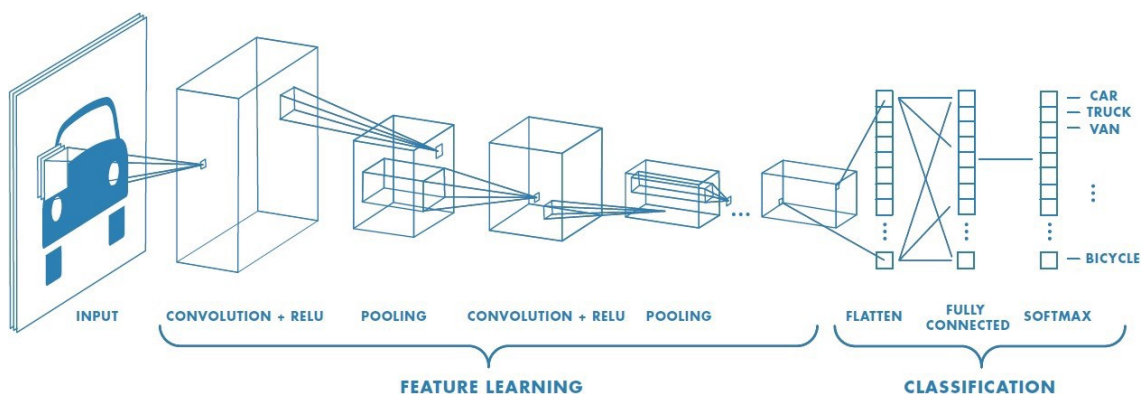 CAR
TRUCK
VAN
BICYCLE
INPUT
CONVOLUTION + RELU
POOLING
CONVOLUTION + RELU
POOLING
FLATTEN
FULLY
CONNECTED
SOFTMAX
FEATURE LEARNING
CLASSIFICATION